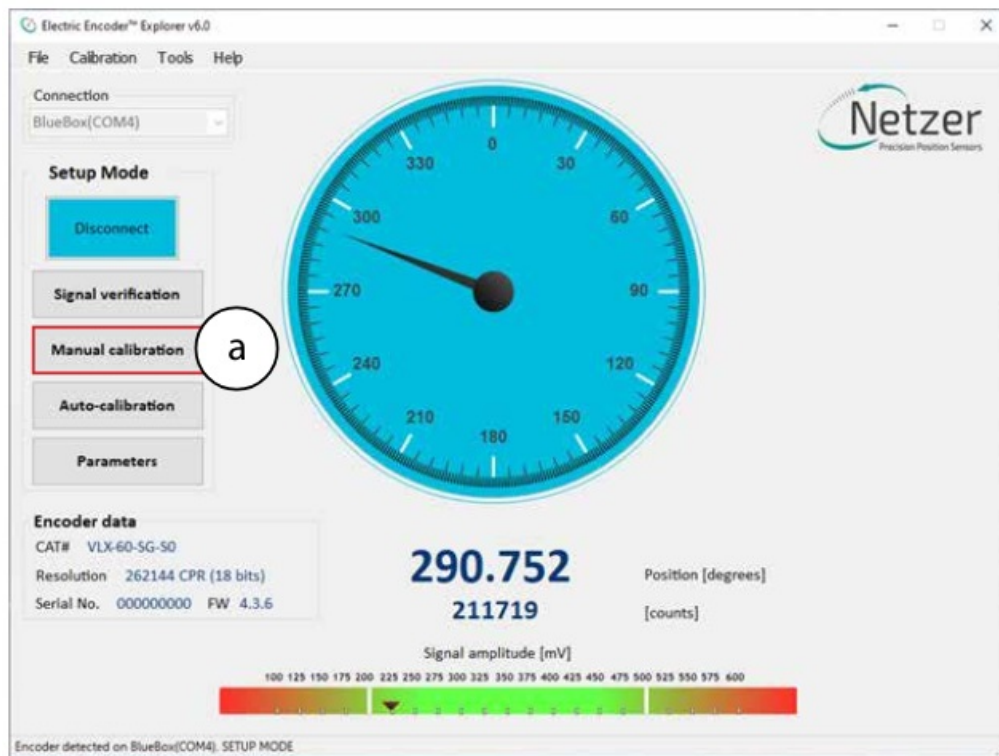 Electric Encoder™ Explorer v6.0
File Calibration Tools Help
Connection
BlueBox(COM4)
Netzer
Precision Position Sensors
Setup Mode
Disconnect
Signal verification
Manual calibration
a
Auto-calibration
Parameters
0
30
60
90
120
150
180
210
240
270
300
330
Encoder data
CAT# VLX-60-SG-S0
Resolution 262144 CPR (18 bits)
Serial No. 000000000 FW 4.3.6
290.752 Position [degrees]
211719 [counts]
Signal amplitude [mV]
100 125 150 175 200 225 250 275 300 325 350 375 400 425 450 475 500 525 550 575 600
Encoder detected on BlueBox(COM4). SETUP MODE